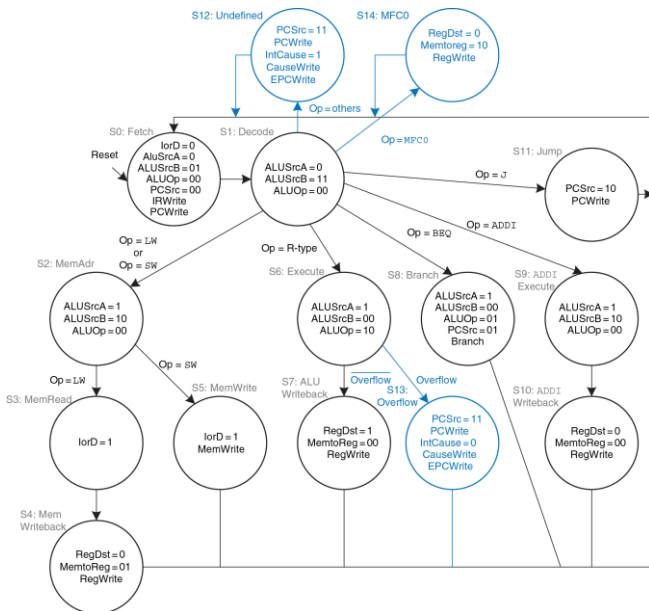 S12: Undefined
PCSrc = 11
PCWrite
IntCause = 1
CauseWrite
EPCWrite
S14: MFC0
RegDst = 0
Memtoreg = 10
RegWrite
Op = others
Op = MFC0
S0: Fetch
Reset
IorD = 0
AluSrcA = 0
ALUSrcB = 01
ALUOp = 00
PCSrc = 00
IRWrite
PCWrite
S1: Decode
ALUSrcA = 0
ALUSrcB = 11
ALUOp = 00
S11: Jump
Op = J
PCSrc = 10
PCWrite
Op = LW
or
Op = SW
Op = R-type
Op = BEQ
Op = ADDI
S2: MemAdr
ALUSrcA = 1
ALUSrcB = 10
ALUOp = 00
S6: Execute
ALUSrcA = 1
ALUSrcB = 00
ALUOp = 10
S8: Branch
ALUSrcA = 1
ALUSrcB = 00
ALUOp = 01
PCSrc = 01
Branch
S9: ADDI
Execute
ALUSrcA = 1
ALUSrcB = 10
ALUOp = 00
Op = LW
Op = SW
Overflow
Overflow
S3: MemRead
IorD = 1
S5: MemWrite
IorD = 1
MemWrite
S7: ALU
Writeback
RegDst = 1
MemtoReg = 00
RegWrite
S13:
Overflow
PCSrc = 11
PCWrite
IntCause = 0
CauseWrite
EPCWrite
S10: ADDI
Writeback
RegDst = 0
MemtoReg = 00
RegWrite
S4: Mem
Writeback
RegDst = 0
MemtoReg = 01
RegWrite